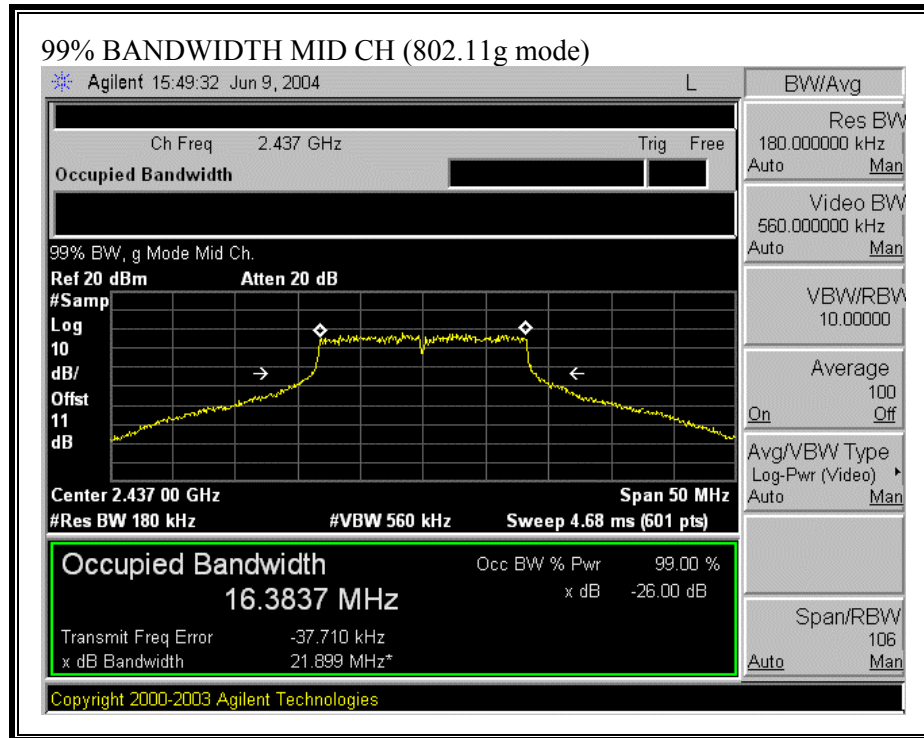 99% BANDWIDTH MID CH (802.11g mode)
Agilent 15:49:32 Jun 9, 2004 L
BW/Avg
Ch Freq 2.437 GHz Trig Free
Occupied Bandwidth
99% BW, g Mode Mid Ch.
Ref 20 dBm Atten 20 dB
#Samp
Log
10
dB/
Offst
11
dB
Center 2.437 00 GHz Span 50 MHz
#Res BW 180 kHz #VBW 560 kHz Sweep 4.68 ms (601 pts)
Occupied Bandwidth
16.3837 MHz
Occ BW % Pwr 99.00 %
x dB -26.00 dB
Transmit Freq Error -37.710 kHz
x dB Bandwidth 21.899 MHz*
Copyright 2000-2003 Agilent Technologies
Res BW
180.000000 kHz
Auto Man
Video BW
560.000000 kHz
Auto Man
VBW/RBW
10.00000
Average
100
On Off
Avg/VBW Type
Log-Pwr (Video)
Auto Man
Span/RBW
106
Auto Man